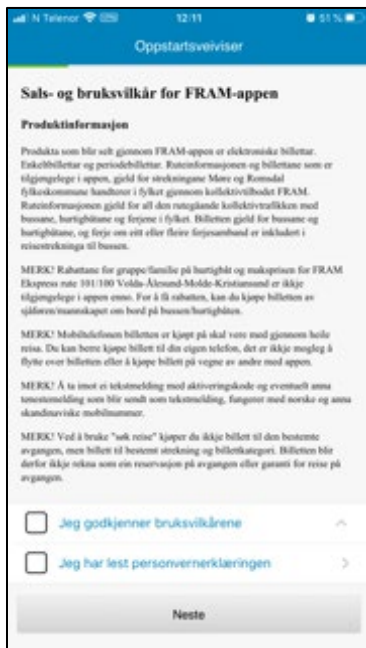 N Telenor 12:11 51 %
Oppstartsveiviser
Sals- og bruksvilkår for FRAM-appen
Produktinformasjon
Produkta som blir selt gjennom FRAM-appen er elektroniske billettar.
Enkeltbillettar og periodebillettar. Ruteinformasjonen og billettane som er
tilgjengelege i appen, gjeld for strekningane Møre og Romsdal
fylkeskommune handterer i fylket gjennom kollektivtilbodet FRAM.
Ruteinformasjonen gjeld for all den rutegåande kollektivtrafikken med
bussane, hurtigbåtane og ferjene i fylket. Billetten gjeld for bussane og
hurtigbåtane, og ferje om eitt eller fleire ferjesamband er inkludert i
reisestrekninga til bussen.
MERK! Rabattane for gruppe/familie på hurtigbåt og maksprisen for FRAM
Ekspress rute 101/100 Volda-Ålesund-Molde-Kristiansund er ikkje
tilgjengelege i appen enno. For å få rabatten, kan du kjøpe billetten av
sjåføren/mannskapet om bord på bussen/hurtigbåten.
MERK! Mobiltelefonen billetten er kjøpt på skal vere med gjennom heile
reisa. Du kan berre kjøpe billett til din eigen telefon, det er ikkje mogleg å
flytte over billetten eller å kjøpe billett på vegne av andre med appen.
MERK! Å ta imot ei tekstmelding med aktiveringskode og eventuelt anna
tenestemelding som blir sendt som tekstmelding, fungerer med norske og anna
skandinaviske mobilnummer.
MERK! Ved å bruke "søk reise" kjøper du ikkje billett til den bestemte
avgangen, men billett til bestemt strekning og billettkategori. Billetten blir
derfor ikkje rekna som ein reservasjon på avgangen eller garanti for reise på
avgangen.
Jeg godkjenner bruksvilkårene
Jeg har lest personvernerklæringen
Neste